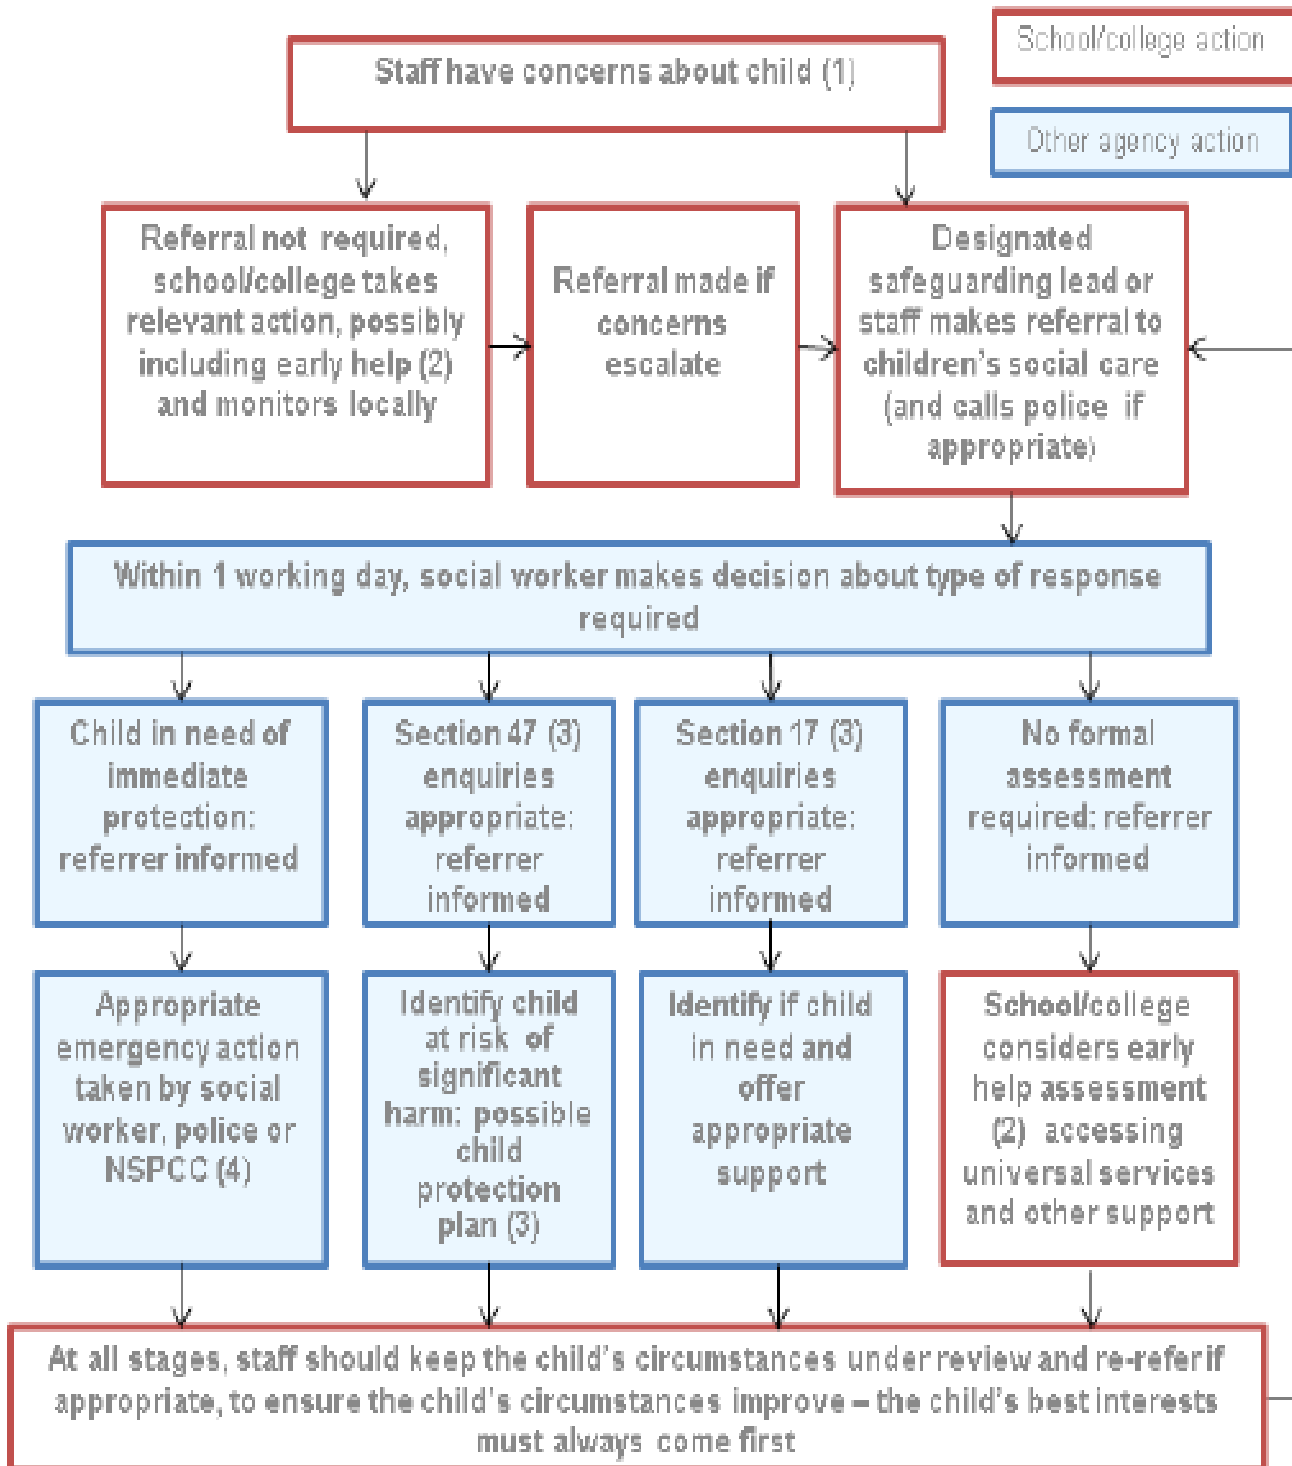 School/college action
Staff have concerns about child (1)
Other agency action
Referral not required,
school/college takes
relevant action, possibly
including early help (2)
and monitors locally
Referral made if
concerns
escalate
Designated
safeguarding lead or
staff makes referral to
children's social care
(and calls police if
appropriate)
Within 1 working day, social worker makes decision about type of response
required
Child in need of
immediate
protection:
referrer informed
Section 47 (3)
enquiries
appropriate:
referrer
informed
Section 17 (3)
enquiries
appropriate:
referrer
informed
No formal
assessment
required: referrer
informed
Appropriate
emergency action
taken by social
worker, police or
NSPCC (4)
Identify child
at risk of
significant
harm: possible
child
protection
plan (3)
Identify if child
in need and
offer
appropriate
support
School/college
considers early
help assessment
(2) accessing
universal services
and other support
At all stages, staff should keep the child's circumstances under review and re-refer if
appropriate, to ensure the child's circumstances improve – the child's best interests
must always come first